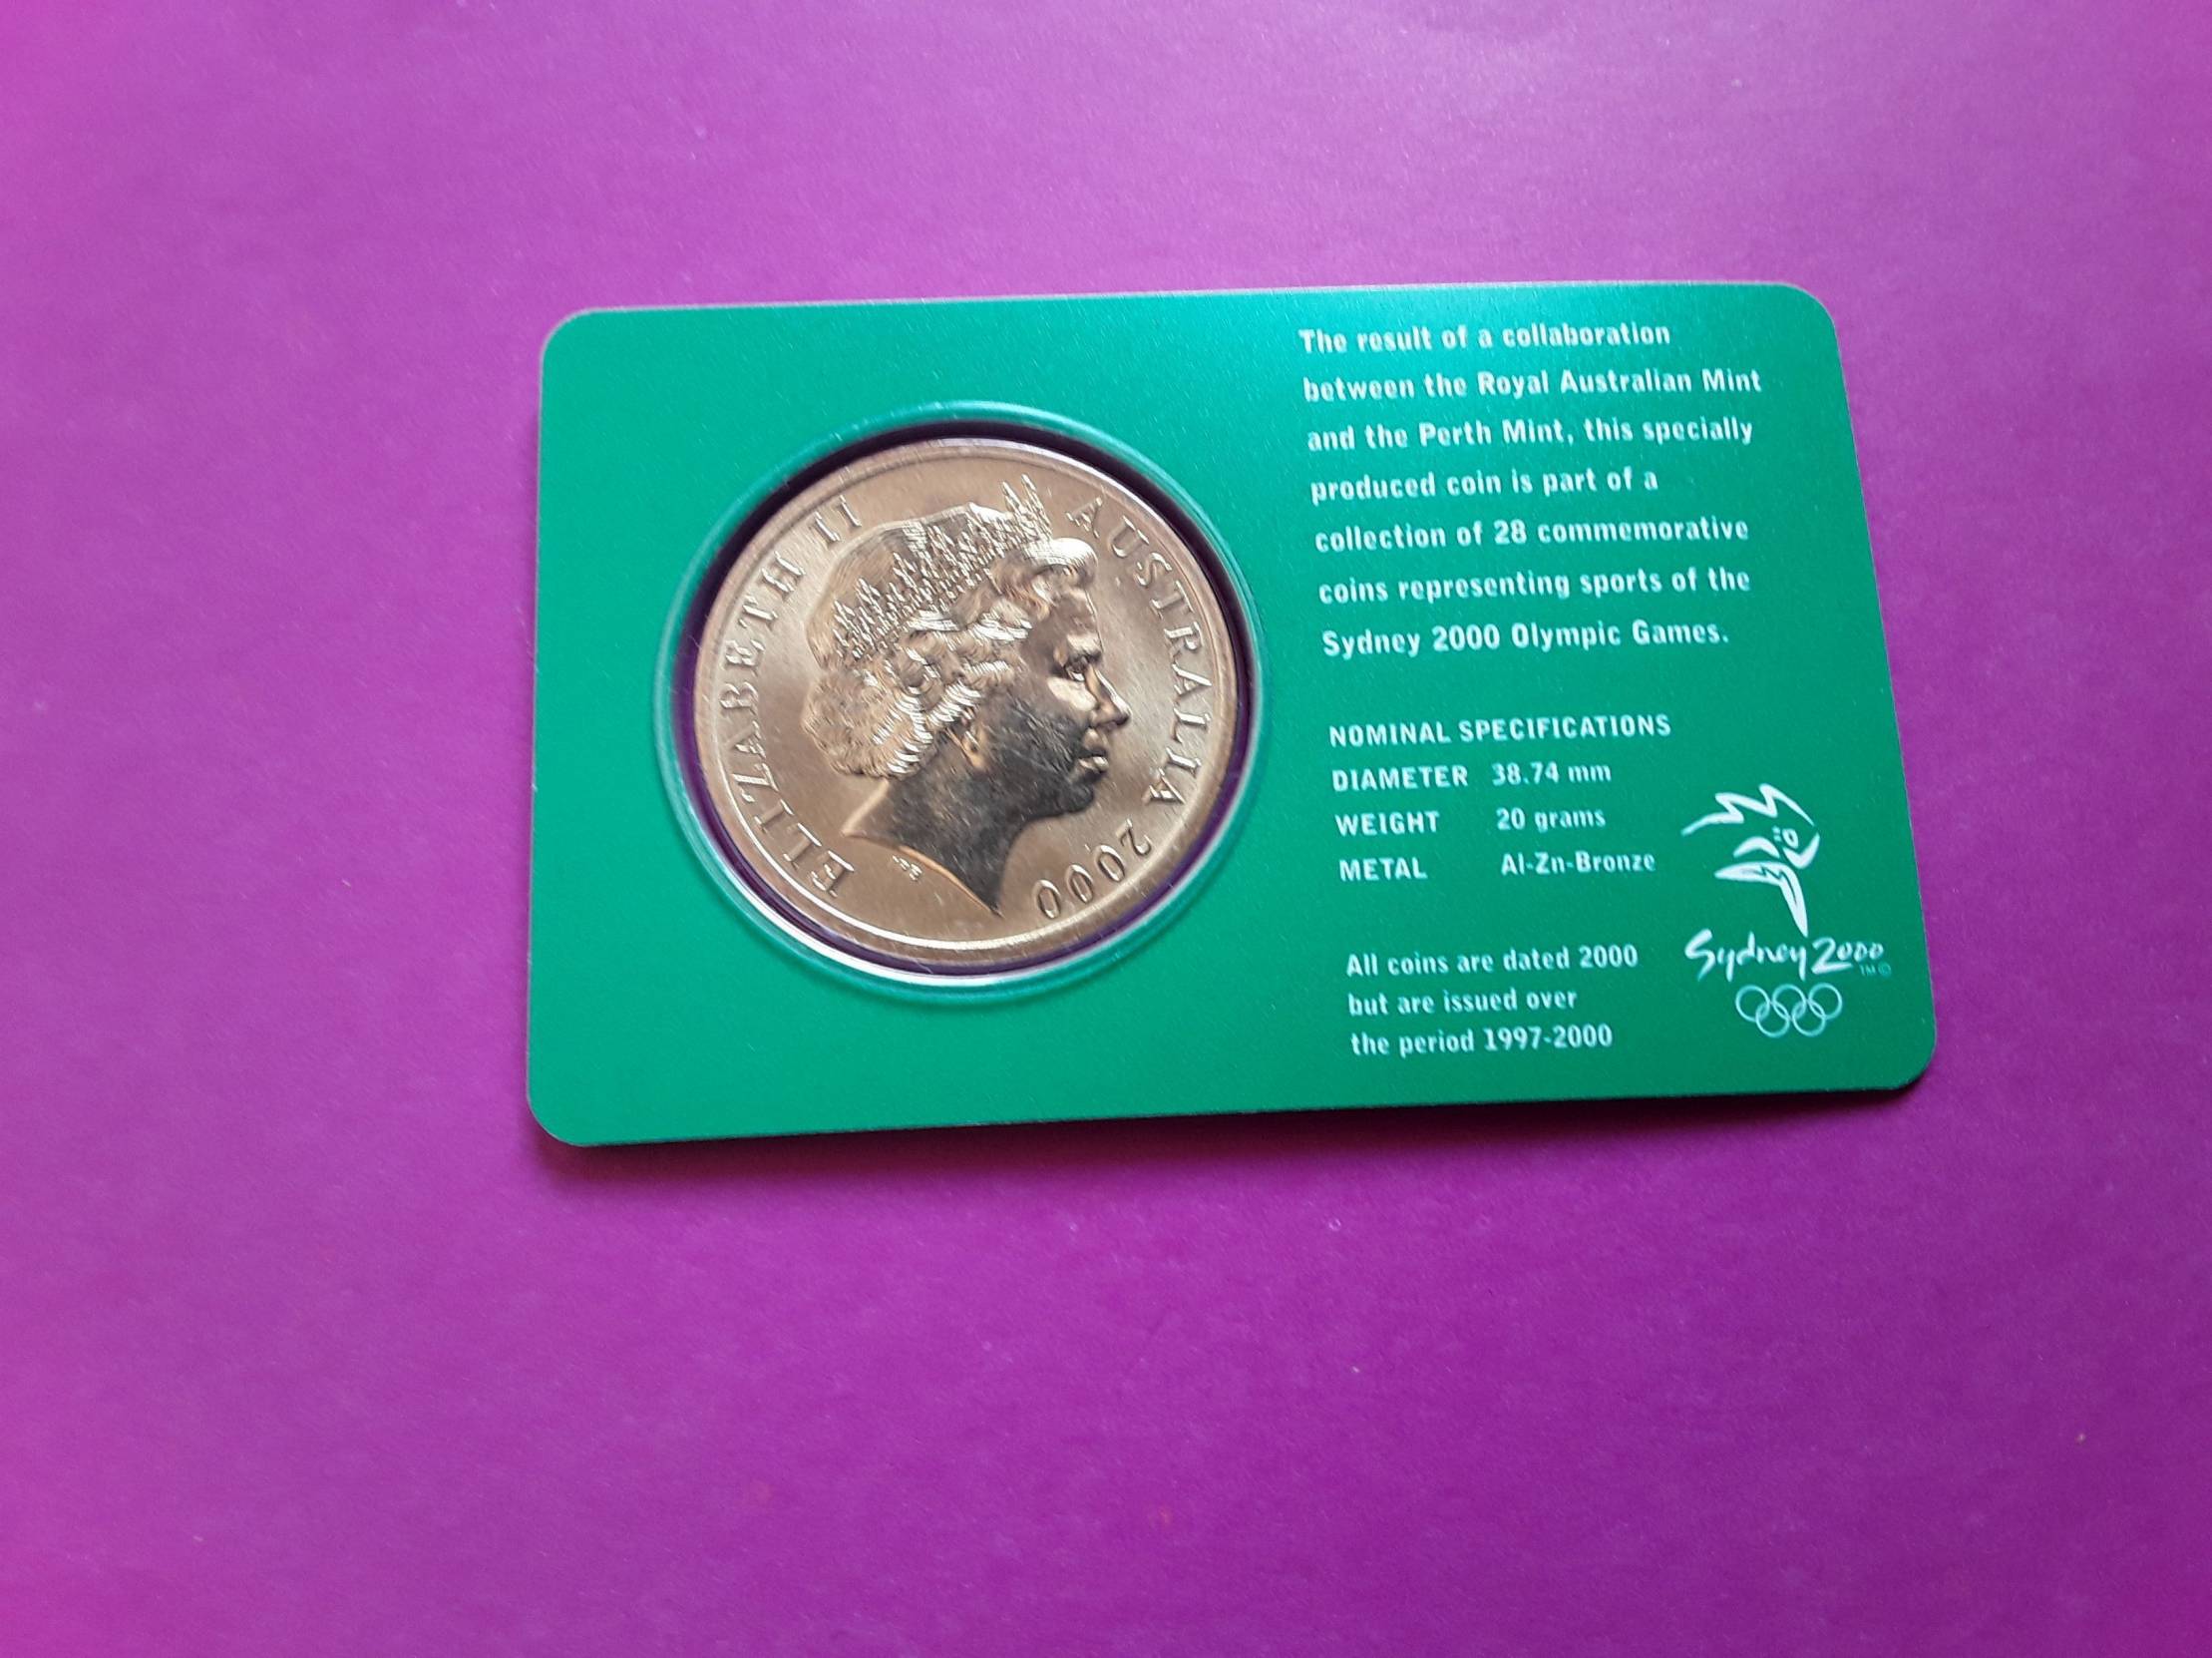 ELIZABETH II
AUSTRALIA 2000
The result of a collaboration
between the Royal Australian Mint
and the Perth Mint, this specially
produced coin is part of a
collection of 28 commemorative
coins representing sports of the
Sydney 2000 Olympic Games.
NOMINAL SPECIFICATIONS
DIAMETER 38.74 mm
WEIGHT 20 grams
METAL Al-Zn-Bronze
All coins are dated 2000
but are issued over
the period 1997-2000
Sydney 2000
TM ©